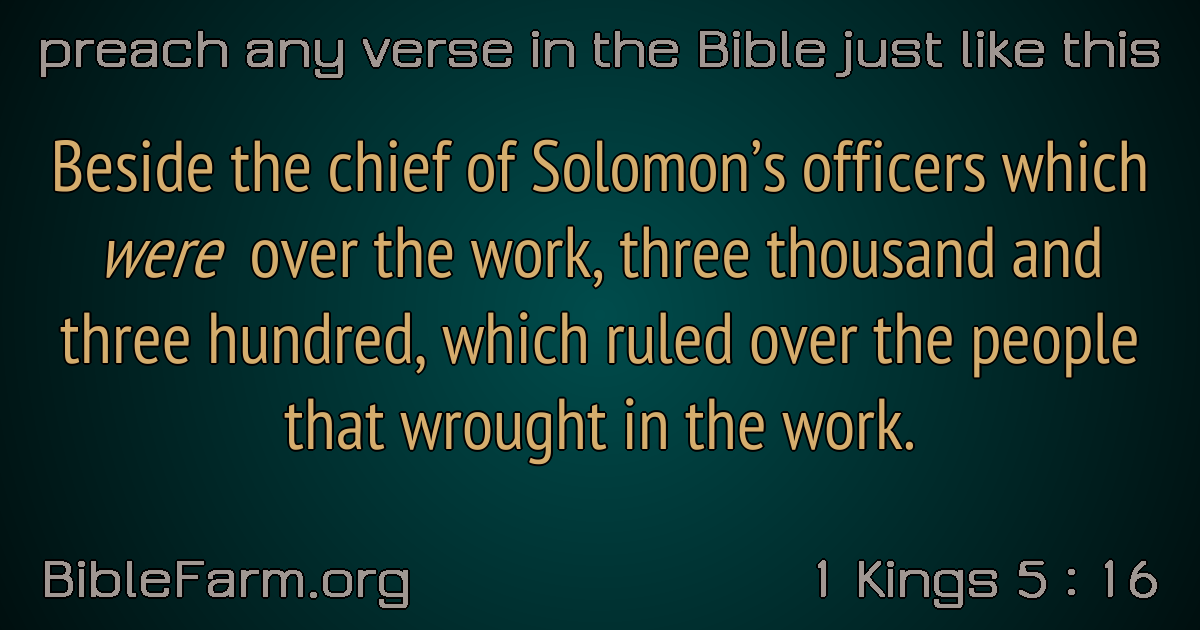 preach any verse in the Bible just like this
Beside the chief of Solomon’s officers which
were over the work, three thousand and
three hundred, which ruled over the people
that wrought in the work.
BibleFarm.org
1 Kings 5 : 16